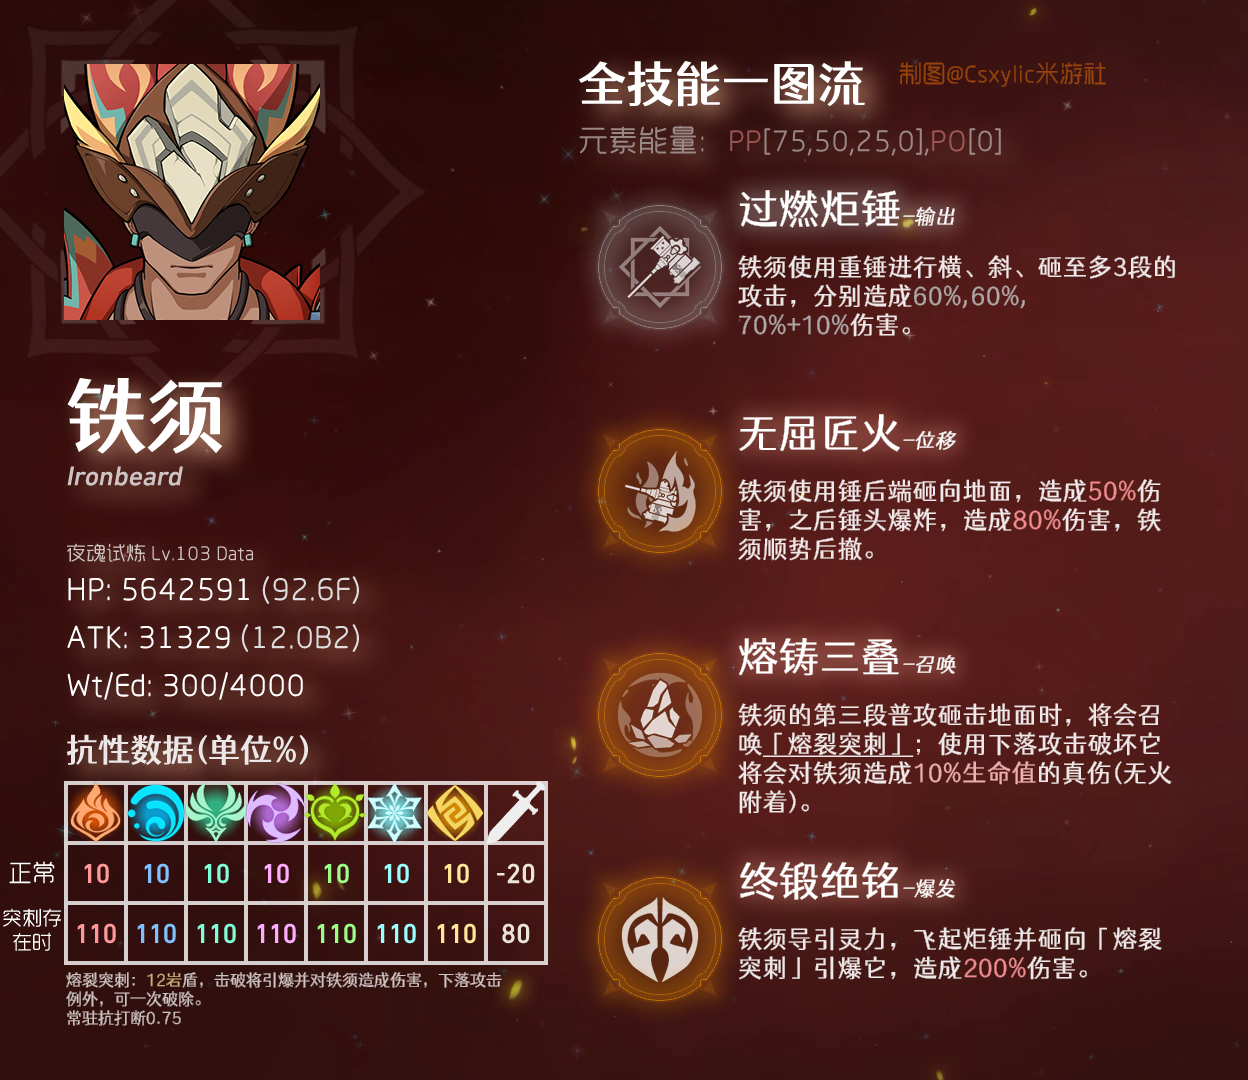 全技能一图流
制图@Csxylic米游社
元素能量：PP[75,50,25,0],PO[0]
过燃炬锤-输出
铁须使用重锤进行横、斜、砸至多3段的
攻击，分别造成60%,60%,
70%+10%伤害。
无屈匠火-位移
铁须使用锤后端砸向地面，造成50%伤
害，之后锤头爆炸，造成80%伤害，铁
须顺势后撤。
熔铸三叠-召唤
铁须的第三段普攻砸击地面时，将会召
唤「熔裂突刺」；使用下落攻击破坏它
将会对铁须造成10%生命值的真伤(无火
附着)。
终锻绝铭-爆发
铁须导引灵力，飞起炬锤并砸向「熔裂
突刺」引爆它，造成200%伤害。
铁须
Ironbeard
夜魂试炼 Lv.103 Data
HP: 5642591 (92.6F)
ATK: 31329 (12.0B2)
Wt/Ed: 300/4000
抗性数据(单位%)
正常 10 10 10 10 10 10 10 -20
突刺存
在时 110 110 110 110 110 110 110 80
熔裂突刺：12岩盾，击破将引爆并对铁须造成伤害，下落攻击
例外，可一次破除。
常驻抗打断0.75